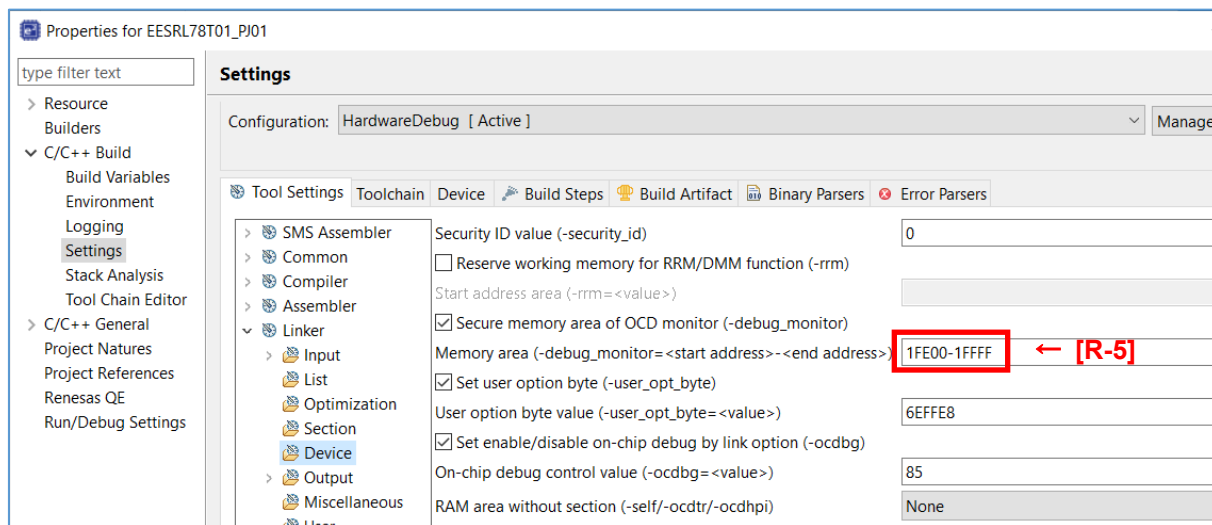 Properties for EESRL78T01_PJ01
type filter text
Resource
Builders
C/C++ Build
Build Variables
Environment
Logging
Settings
Stack Analysis
Tool Chain Editor
C/C++ General
Project Natures
Project References
Renesas QE
Run/Debug Settings
Settings
Configuration: HardwareDebug [ Active ] Manage
Tool Settings Toolchain Device Build Steps Build Artifact Binary Parsers Error Parsers
SMS Assembler
Common
Compiler
Assembler
Linker
Input
List
Optimization
Section
Device
Output
Miscellaneous
User
Security ID value (-security_id) 0
Reserve working memory for RRM/DMM function (-rrm)
Start address area (-rrm=<value>)
Secure memory area of OCD monitor (-debug_monitor)
Memory area (-debug_monitor=<start address>-<end address>) 1FE00-1FFFF ← [R-5]
Set user option byte (-user_opt_byte)
User option byte value (-user_opt_byte=<value>) 6EFFE8
Set enable/disable on-chip debug by link option (-ocdbg)
On-chip debug control value (-ocdbg=<value>) 85
RAM area without section (-self/-ocdtr/-ocdhpi) None